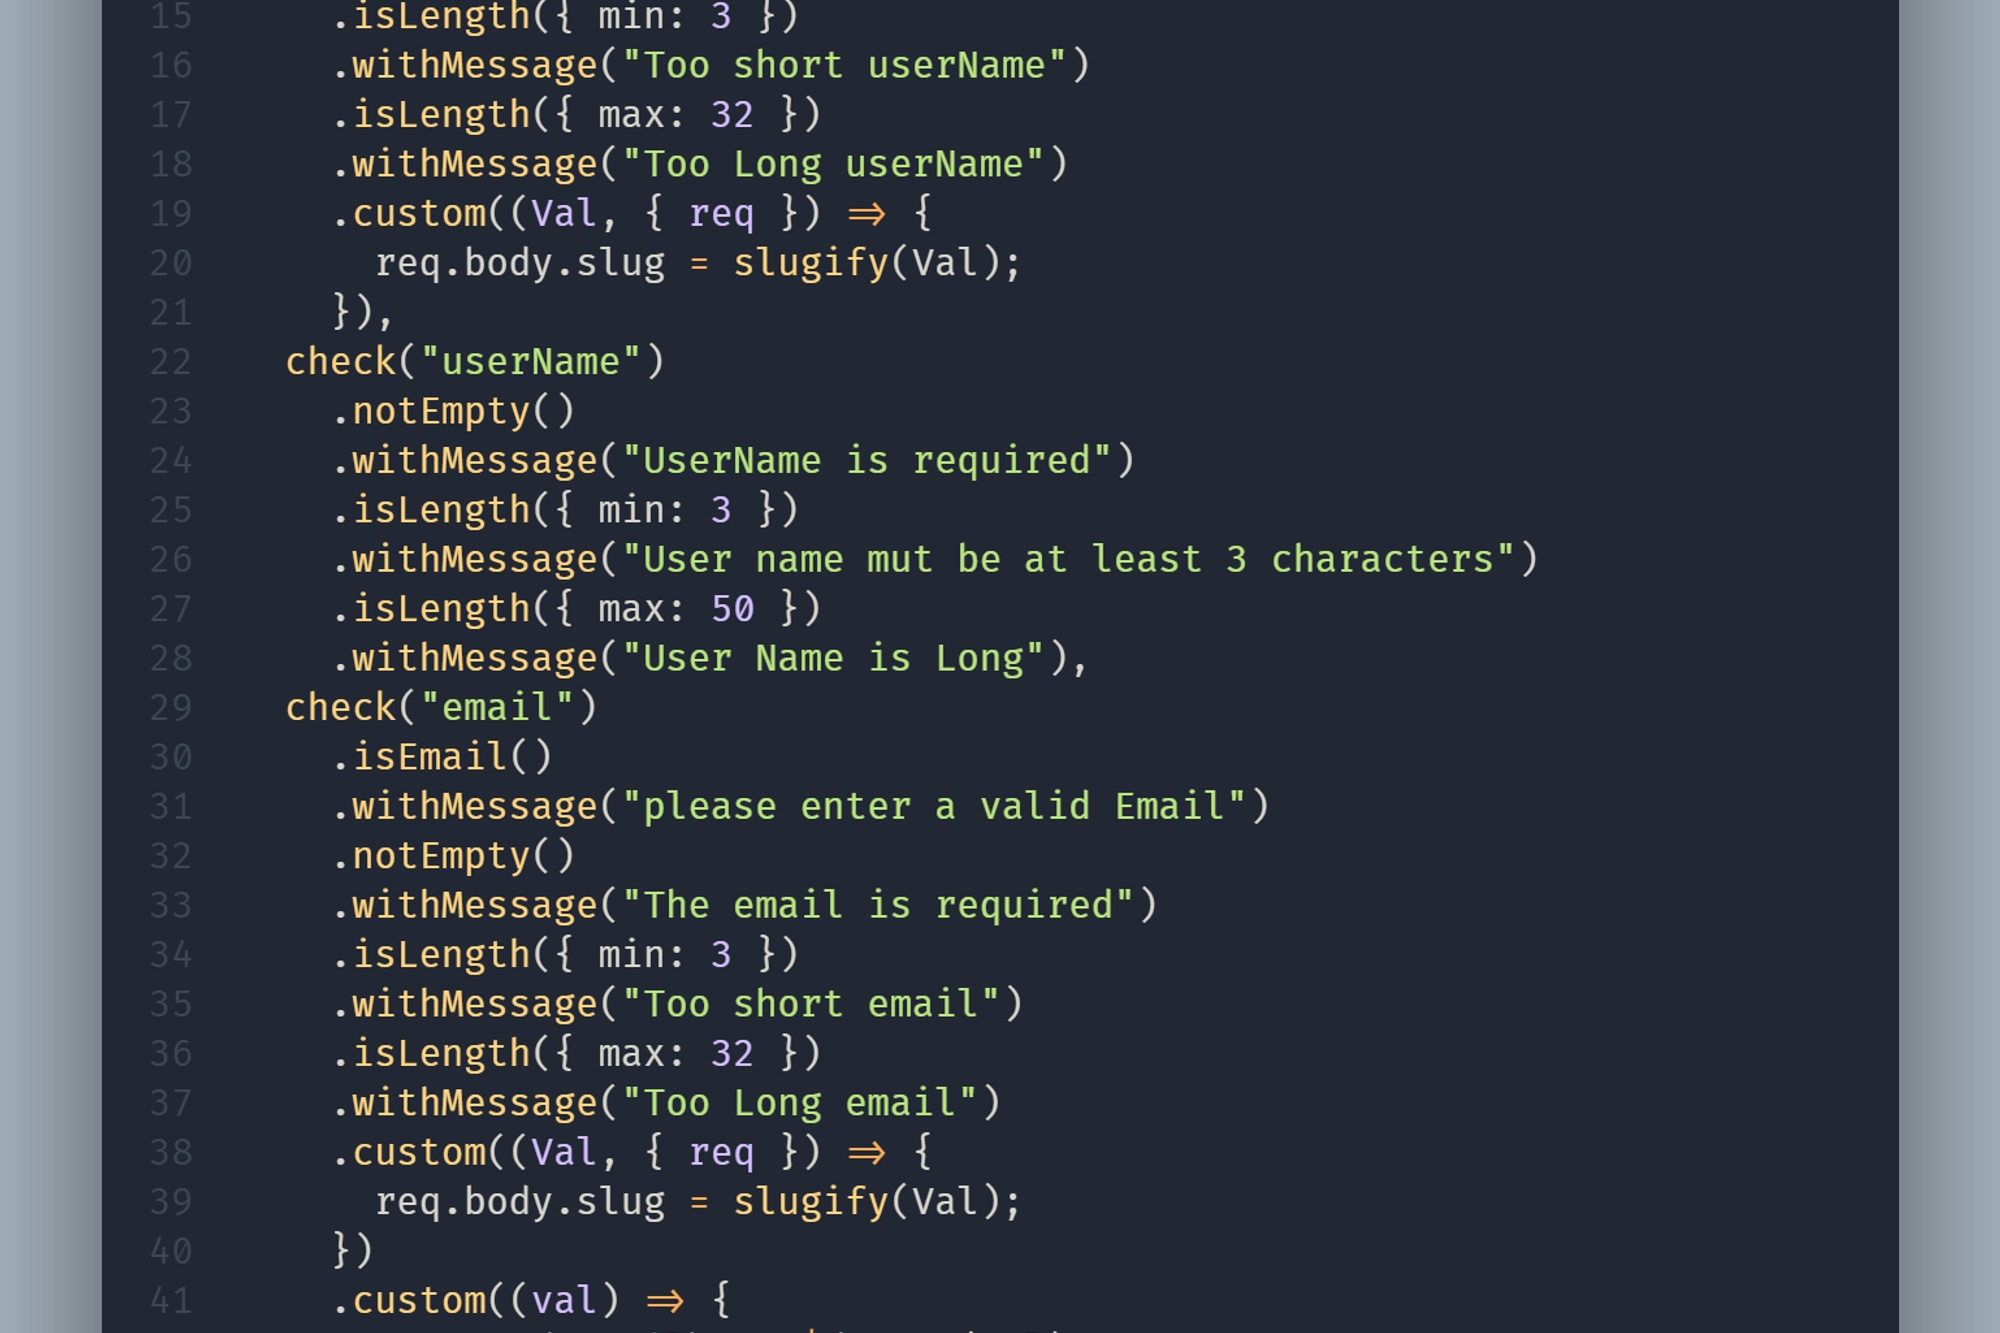 15 .isLength({ min: 3 })
16 .withMessage("Too short userName")
17 .isLength({ max: 32 })
18 .withMessage("Too Long userName")
19 .custom((Val, { req }) => {
20 req.body.slug = slugify(Val);
21 }),
22 check("userName")
23 .notEmpty()
24 .withMessage("UserName is required")
25 .isLength({ min: 3 })
26 .withMessage("User name mut be at least 3 characters")
27 .isLength({ max: 50 })
28 .withMessage("User Name is Long"),
29 check("email")
30 .isEmail()
31 .withMessage("please enter a valid Email")
32 .notEmpty()
33 .withMessage("The email is required")
34 .isLength({ min: 3 })
35 .withMessage("Too short email")
36 .isLength({ max: 32 })
37 .withMessage("Too Long email")
38 .custom((Val, { req }) => {
39 req.body.slug = slugify(Val);
40 })
41 .custom((val) => {